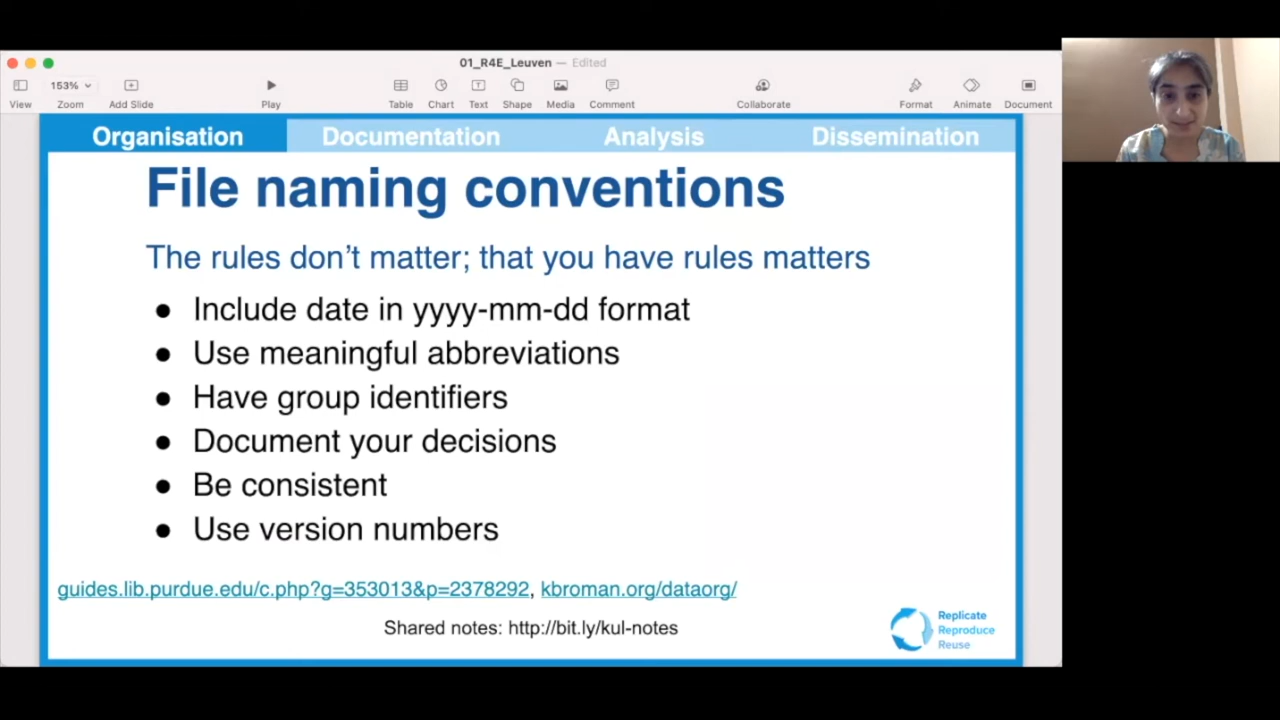 01_R4E_Leuven — Edited
153%
View Zoom Add Slide Play Table Chart Text Shape Media Comment Collaborate Format Animate Document
Organisation Documentation Analysis Dissemination
File naming conventions
The rules don't matter; that you have rules matters
● Include date in yyyy-mm-dd format
● Use meaningful abbreviations
● Have group identifiers
● Document your decisions
● Be consistent
● Use version numbers
guides.lib.purdue.edu/c.php?g=353013&p=2378292, kbroman.org/dataorg/
Shared notes: http://bit.ly/kul-notes
Replicate
Reproduce
Reuse